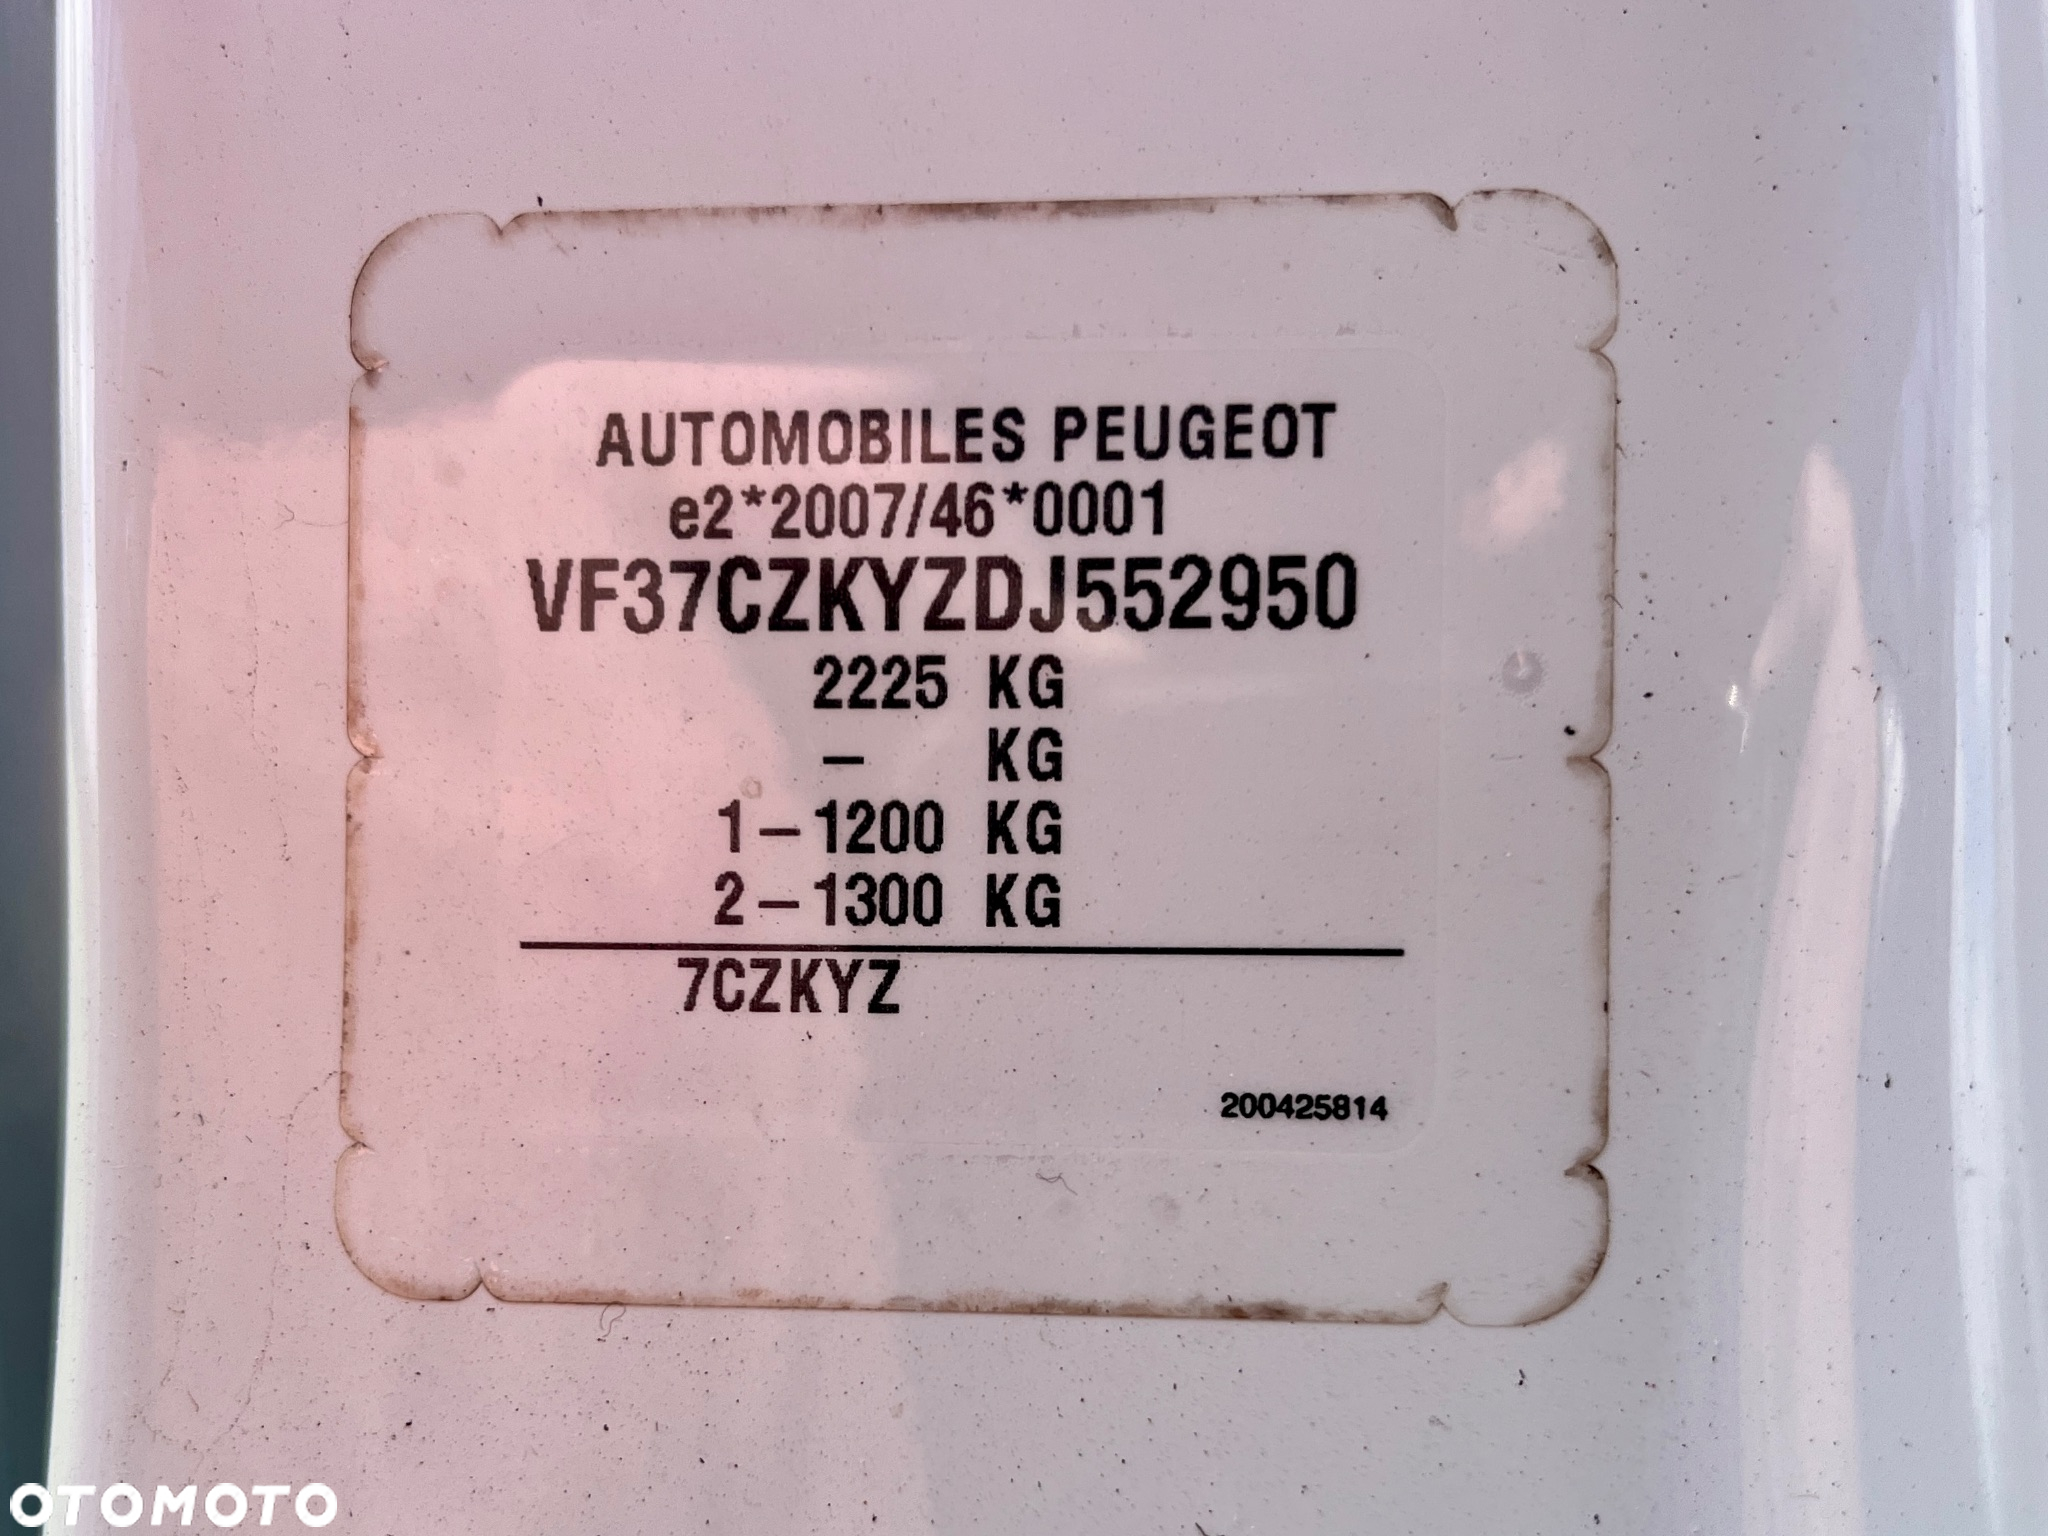 AUTOMOBILES PEUGEOT
e2*2007/46*0001
VF37CZKYZDJ552950
2225 KG
– KG
1–1200 KG
2–1300 KG
7CZKYZ
200425814
OTOMOTO